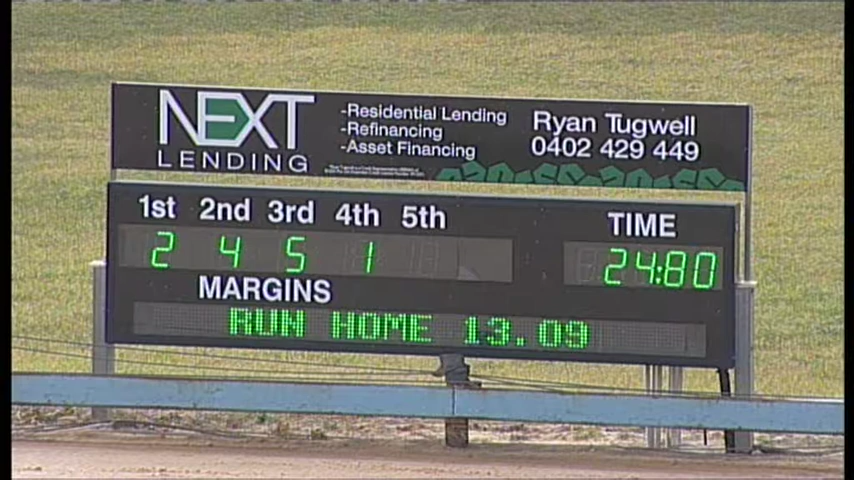 NEXT
LENDING
-Residential Lending
-Refinancing
-Asset Financing
Ryan Tugwell
0402 429 449
1st 2nd 3rd 4th 5th TIME
2 4 5 1 24:80
MARGINS
RUN HOME 13.09